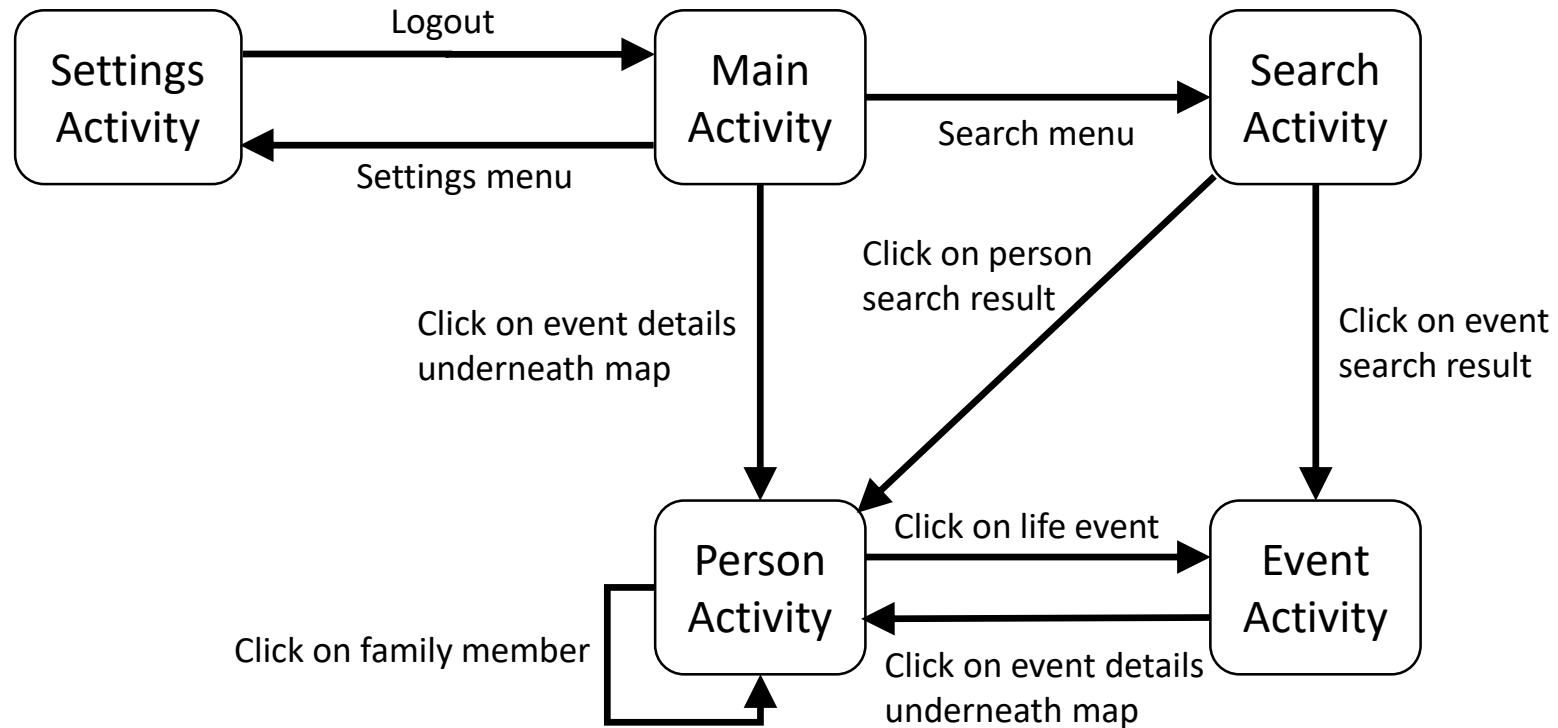 Logout
Settings
Activity
Main
Activity
Search
Activity
Search menu
Settings menu
Click on person
search result
Click on event details
underneath map
Click on event
search result
Click on life event
Person
Activity
Event
Activity
Click on family member
Click on event details
underneath map